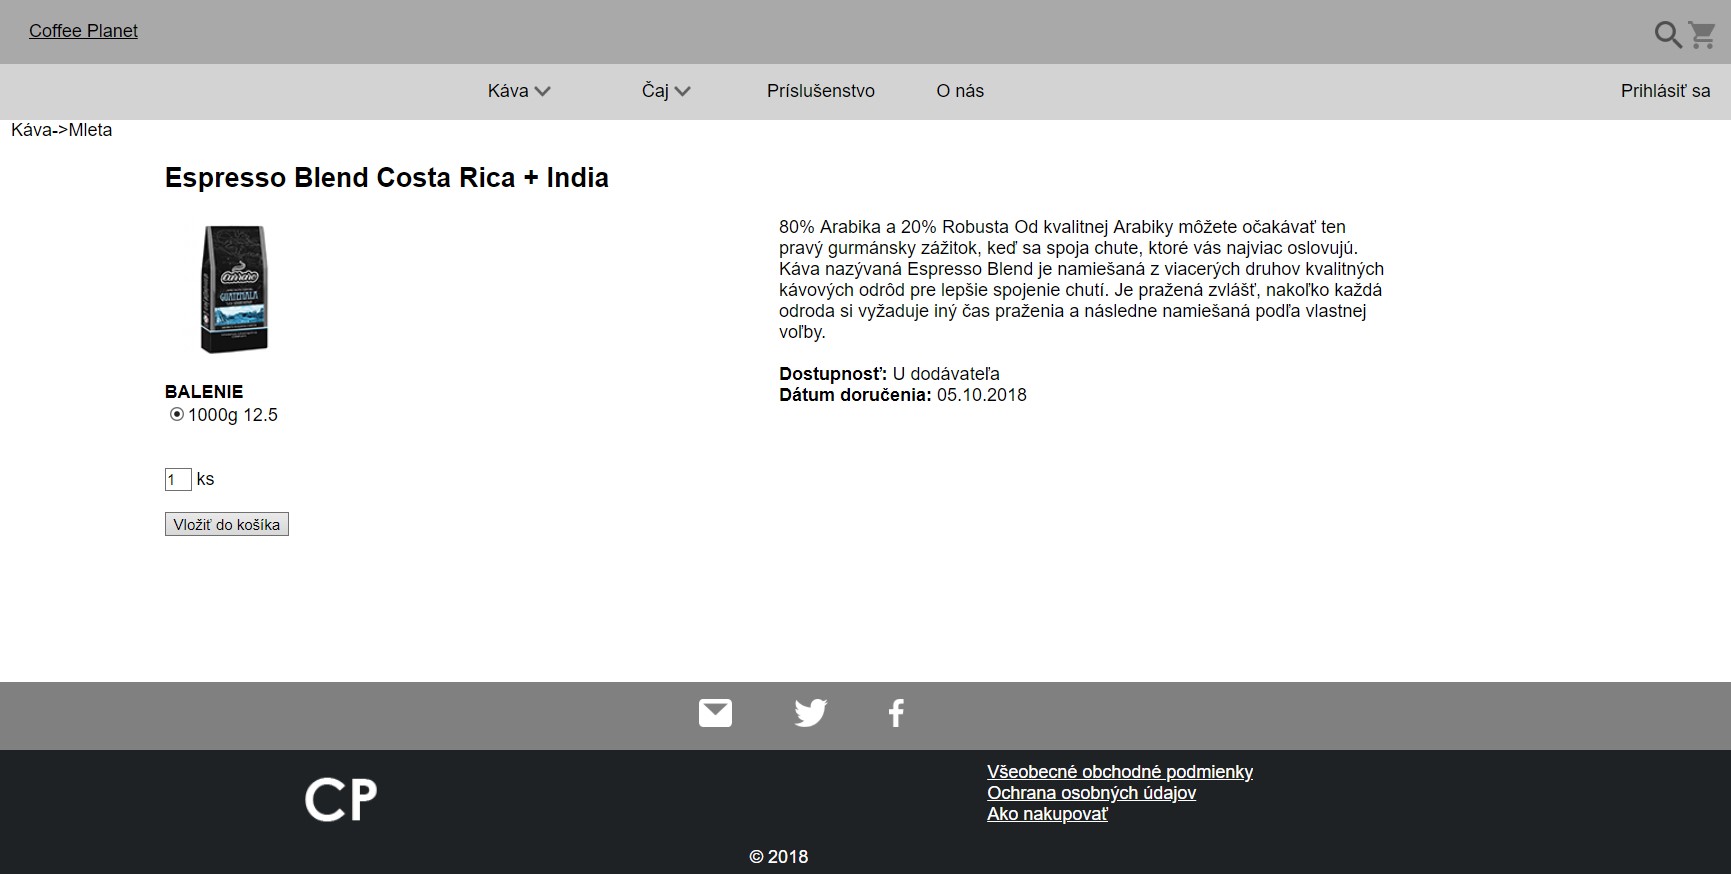 Coffee Planet
Káva
Čaj
Príslušenstvo
O nás
Prihlásiť sa
Káva->Mleta
Espresso Blend Costa Rica + India
GUATEMALA
80% Arabika a 20% Robusta Od kvalitnej Arabiky môžete očakávať ten
pravý gurmánsky zážitok, keď sa spoja chute, ktoré vás najviac oslovujú.
Káva nazývaná Espresso Blend je namiešaná z viacerých druhov kvalitných
kávových odrôd pre lepšie spojenie chutí. Je pražená zvlášť, nakoľko každá
odroda si vyžaduje iný čas praženia a následne namiešaná podľa vlastnej
voľby.
Dostupnosť: U dodávateľa
Dátum doručenia: 05.10.2018
BALENIE
1000g 12.5
1 ks
Vložiť do košíka
CP
Všeobecné obchodné podmienky
Ochrana osobných údajov
Ako nakupovať
© 2018